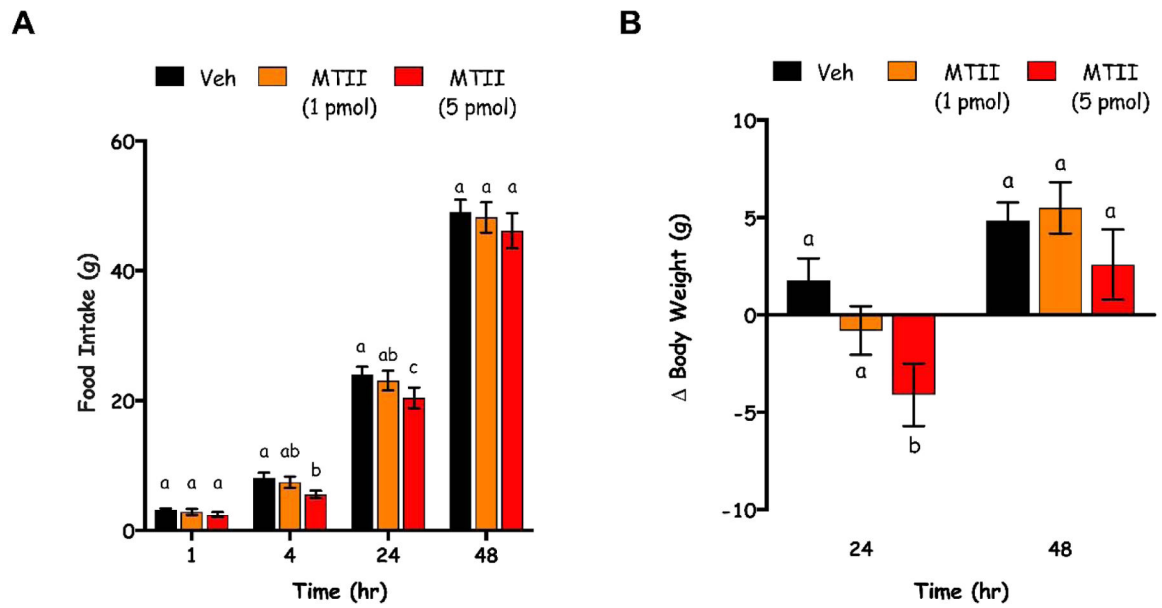 A
Veh MTII (1 pmol) MTII (5 pmol)
Food Intake (g)
60
40
20
0
a a a
a ab b
a ab c
a a a
1 4 24 48
Time (hr)
B
Veh MTII (1 pmol) MTII (5 pmol)
Δ Body Weight (g)
10
5
0
-5
-10
a a b
a a a
24 48
Time (hr)